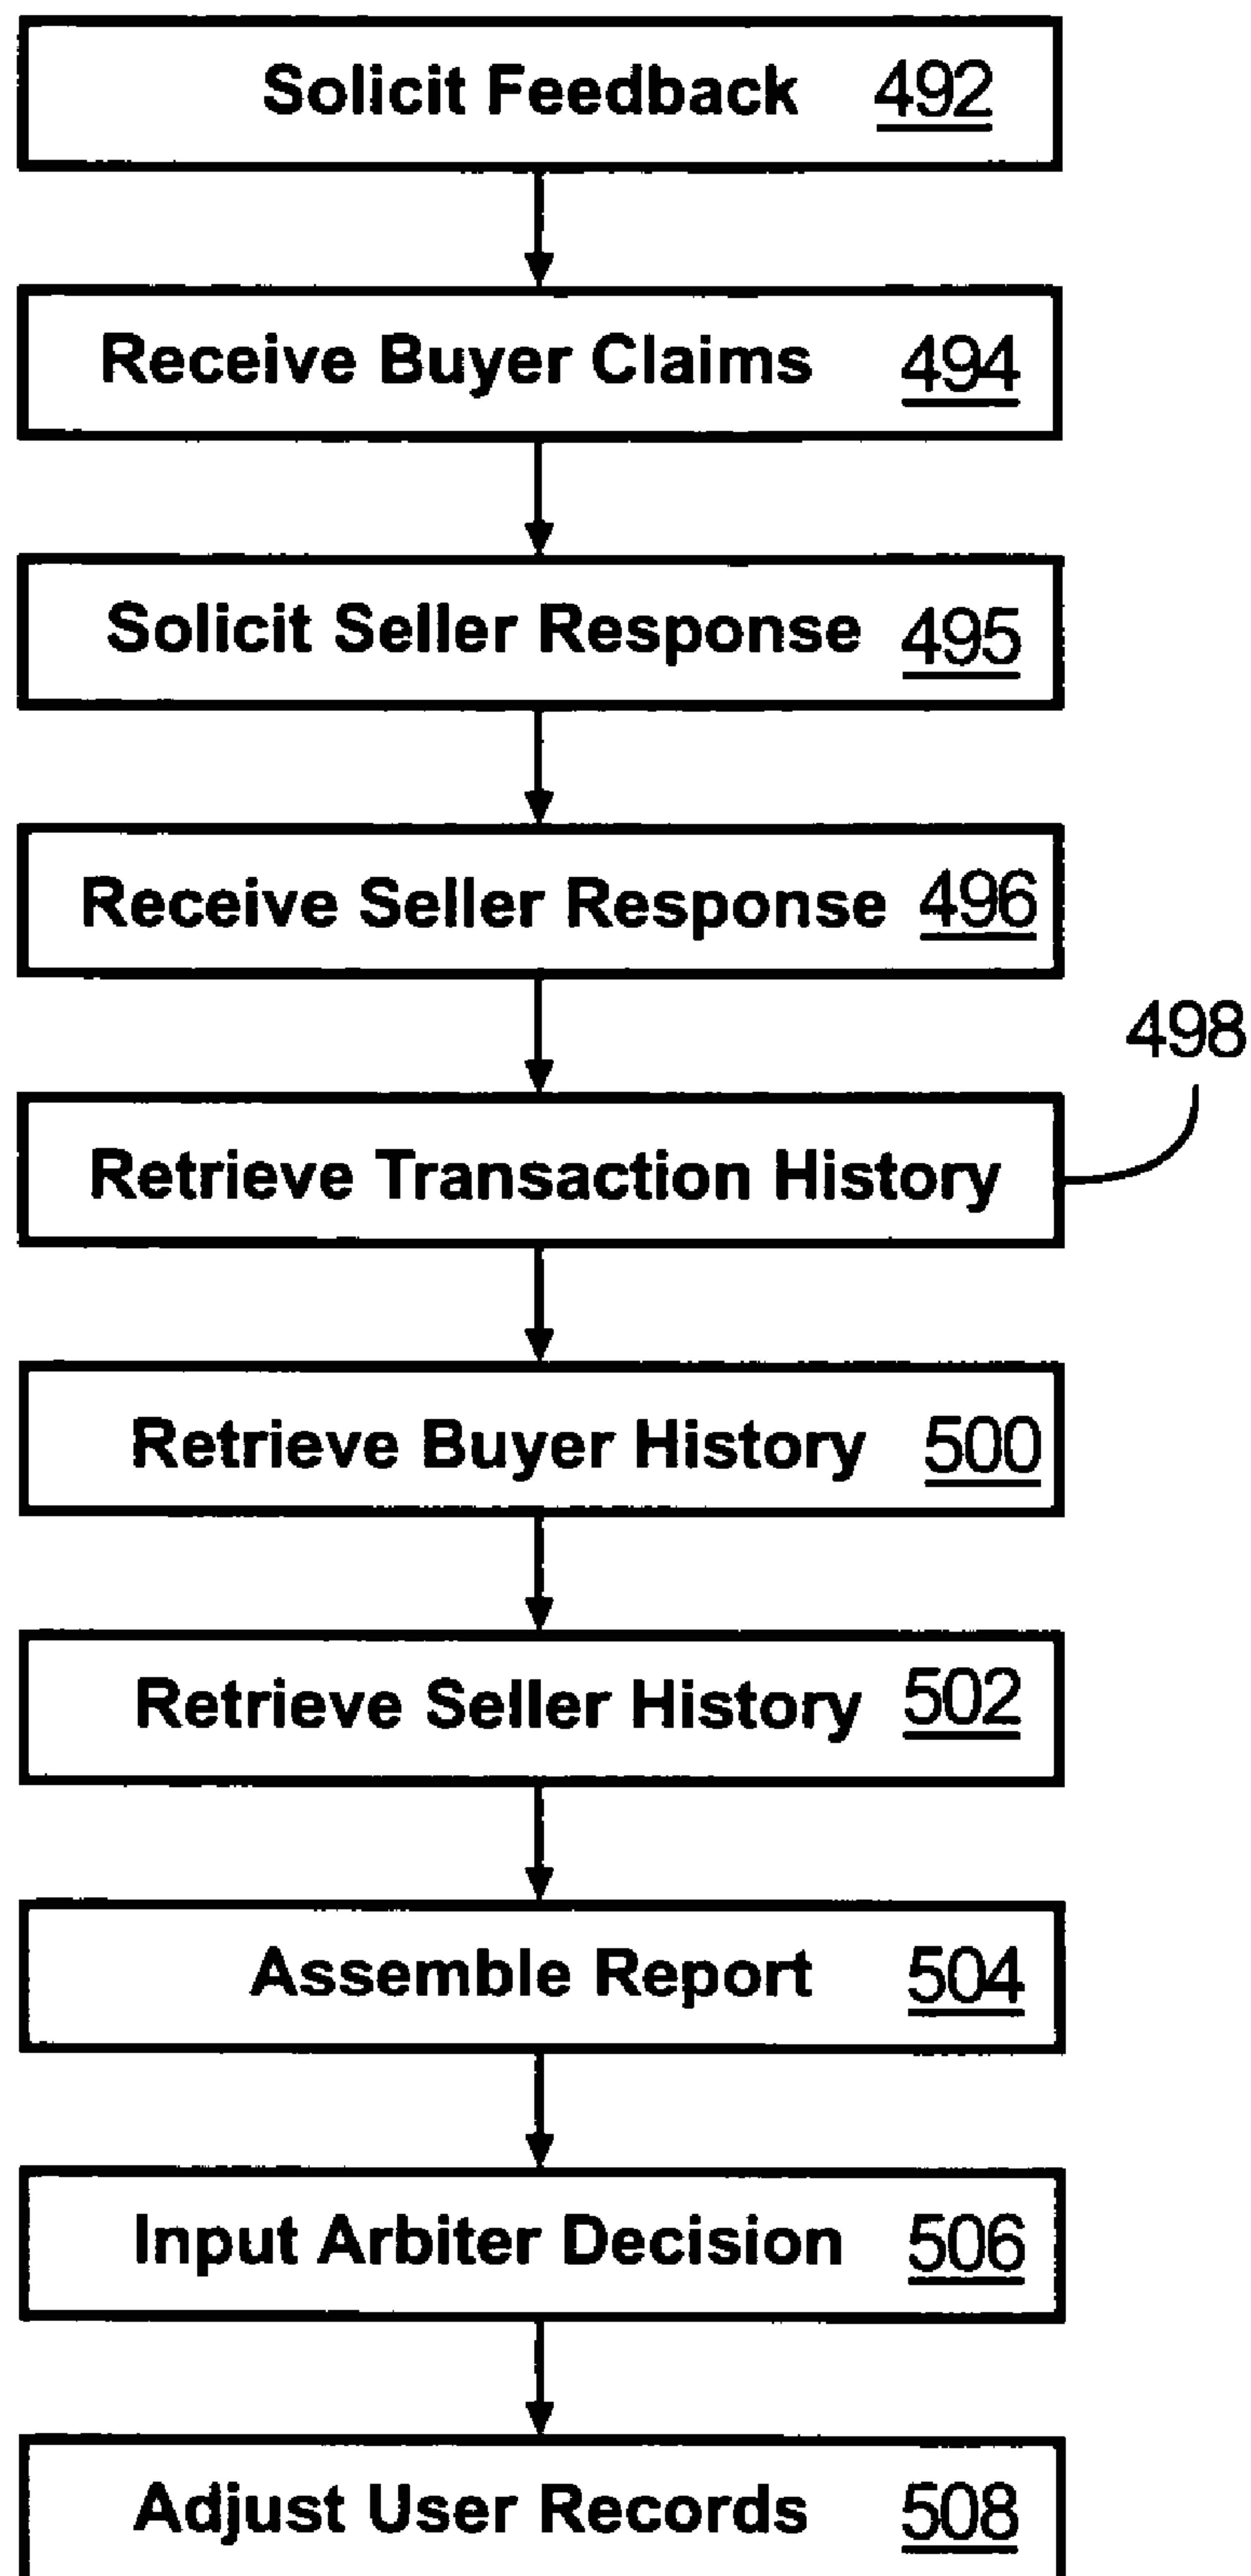 Solicit Feedback 492
Receive Buyer Claims 494
Solicit Seller Response 495
Receive Seller Response 496
498
Retrieve Transaction History
Retrieve Buyer History 500
Retrieve Seller History 502
Assemble Report 504
Input Arbiter Decision 506
Adjust User Records 508